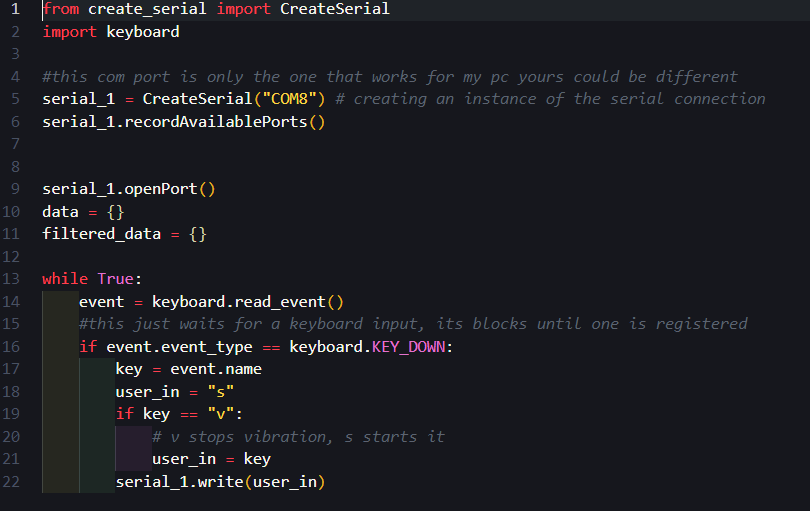 1 from create_serial import CreateSerial
2 import keyboard
3
4 #this com port is only the one that works for my pc yours could be different
5 serial_1 = CreateSerial("COM8") # creating an instance of the serial connection
6 serial_1.recordAvailablePorts()
7
8
9 serial_1.openPort()
10 data = {}
11 filtered_data = {}
12
13 while True:
14     event = keyboard.read_event()
15     #this just waits for a keyboard input, its blocks until one is registered
16     if event.event_type == keyboard.KEY_DOWN:
17         key = event.name
18         user_in = "s"
19         if key == "v":
20             # v stops vibration, s starts it
21             user_in = key
22         serial_1.write(user_in)